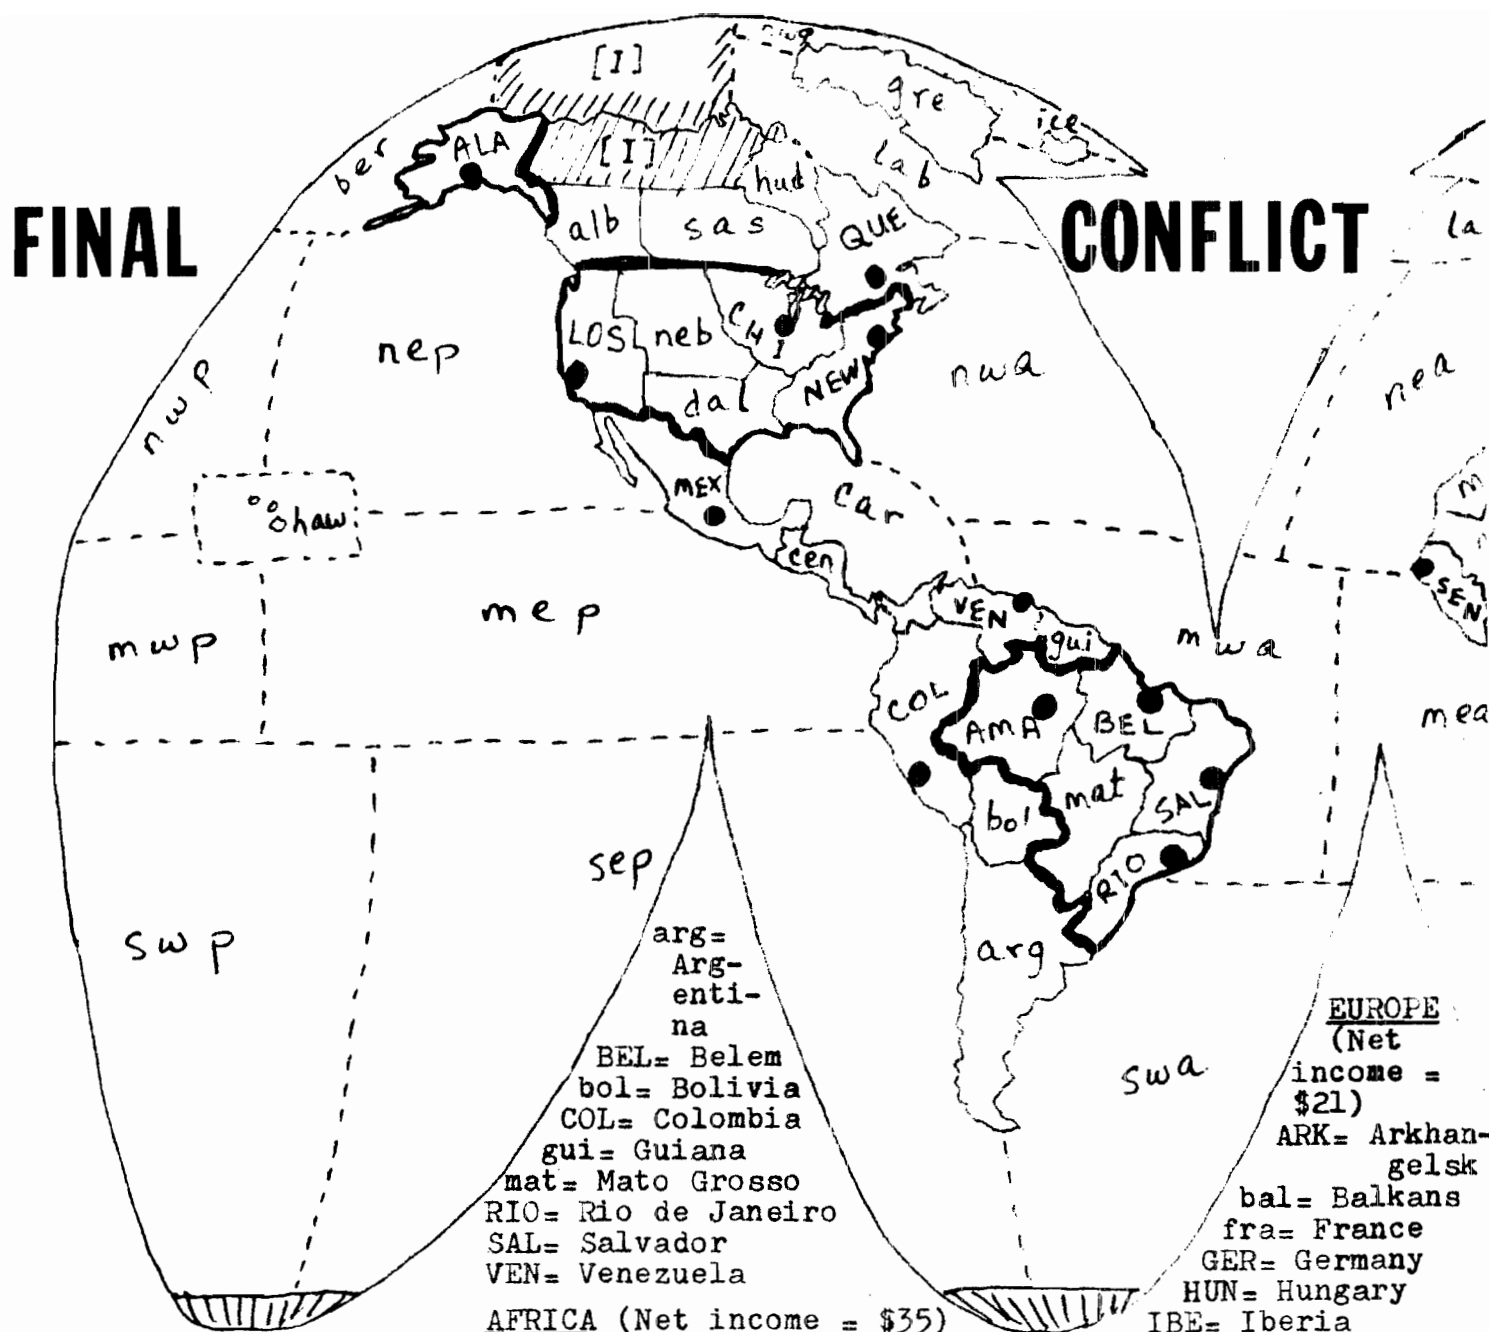 nwg
[I]
gre
ice
ALA
[I]
ber
hud
lab
FINAL
CONFLICT
alb
sas
QUE
la
LOS
neb
CHI
nep
nwa
nea
nwp
dal
NEW
MEX
car
haw
cen
m
SEN
mep
VEN
gui
mwa
mwp
COL
AMA
BEL
mea
bol
mat
SAL
sep
RIO
swp
arg
swa
arg=
Arg-
enti-
na
BEL= Belem
bol= Bolivia
COL= Colombia
gui= Guiana
mat= Mato Grosso
RIO= Rio de Janeiro
SAL= Salvador
VEN= Venezuela
AFRICA (Net income = $35)
EUROPE
(Net
income =
$21)
ARK= Arkhan-
gelsk
bal= Balkans
fra= France
GER= Germany
HUN= Hungary
IBE= Iberia